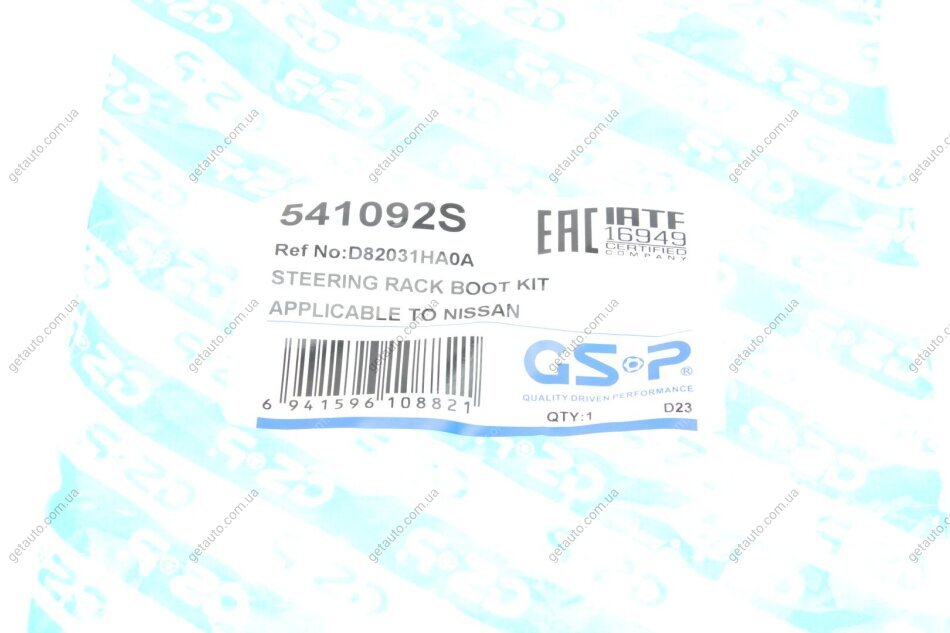 541092S
EAC
IATF
16949
CERTIFIED
COMPANY
Ref No:D82031HA0A
STEERING RACK BOOT KIT
APPLICABLE TO NISSAN
GSP®
QUALITY DRIVEN PERFORMANCE
6 941596 108821
QTY:1
D23
getauto.com.ua